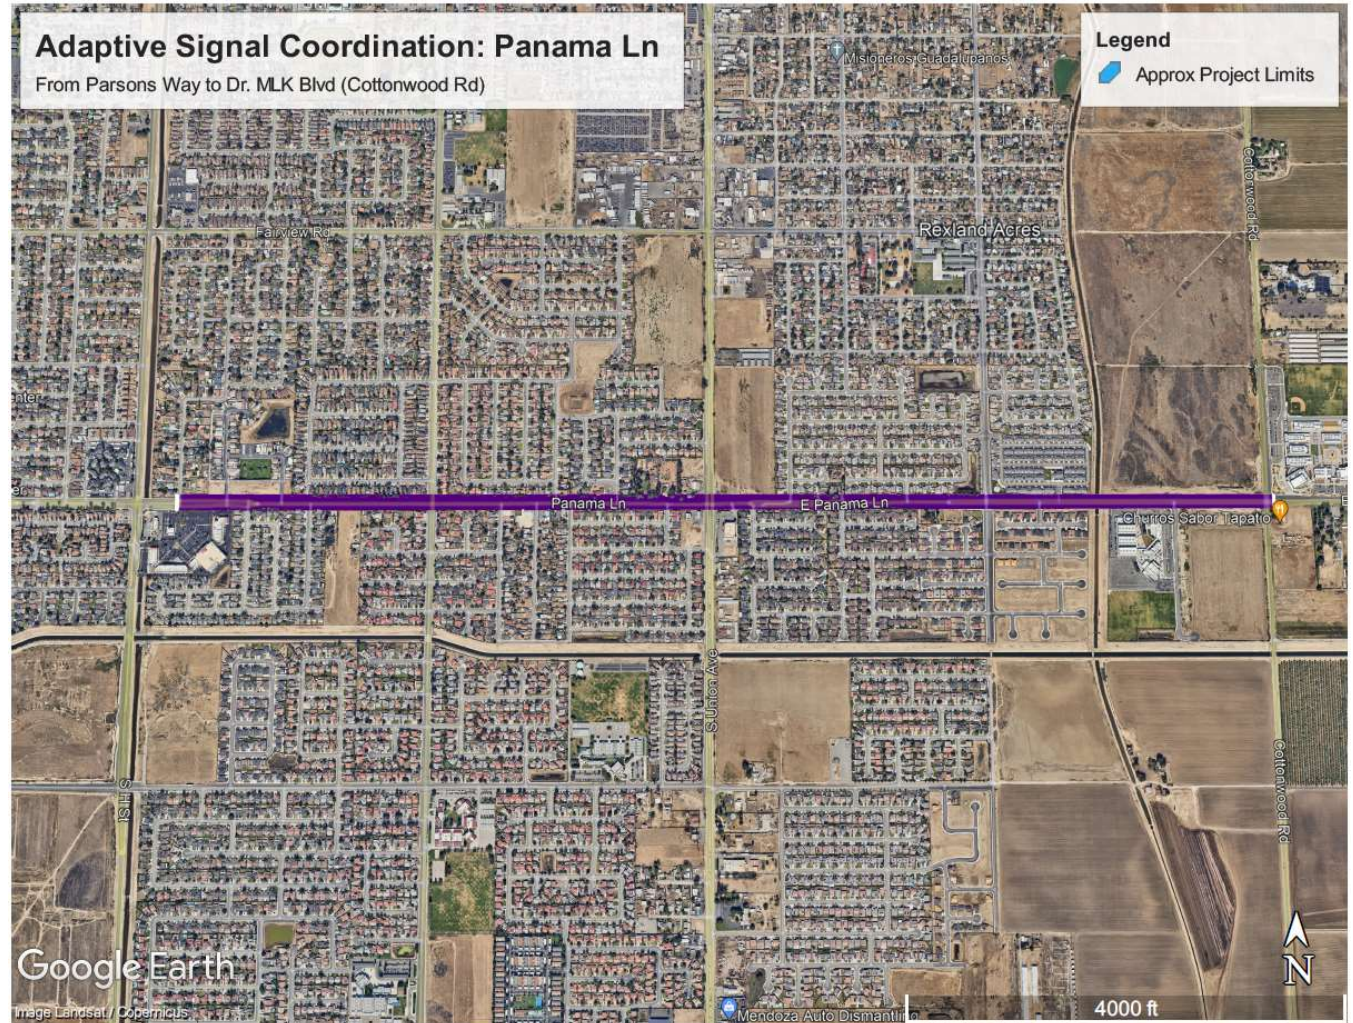 Adaptive Signal Coordination: Panama Ln
From Parsons Way to Dr. MLK Blvd (Cottonwood Rd)
Legend
Approx Project Limits
Misioneros Guadalupanos
Cottonwood Rd
Fairview Rd
Rexland Acres
nter
er
Panama Ln
E Panama Ln
Churros Sabor Tapatio
E
S Union Ave
S H St
Cottonwood Rd
Google Earth
N
4000 ft
Image Landsat / Copernicus
Mendoza Auto Dismantling